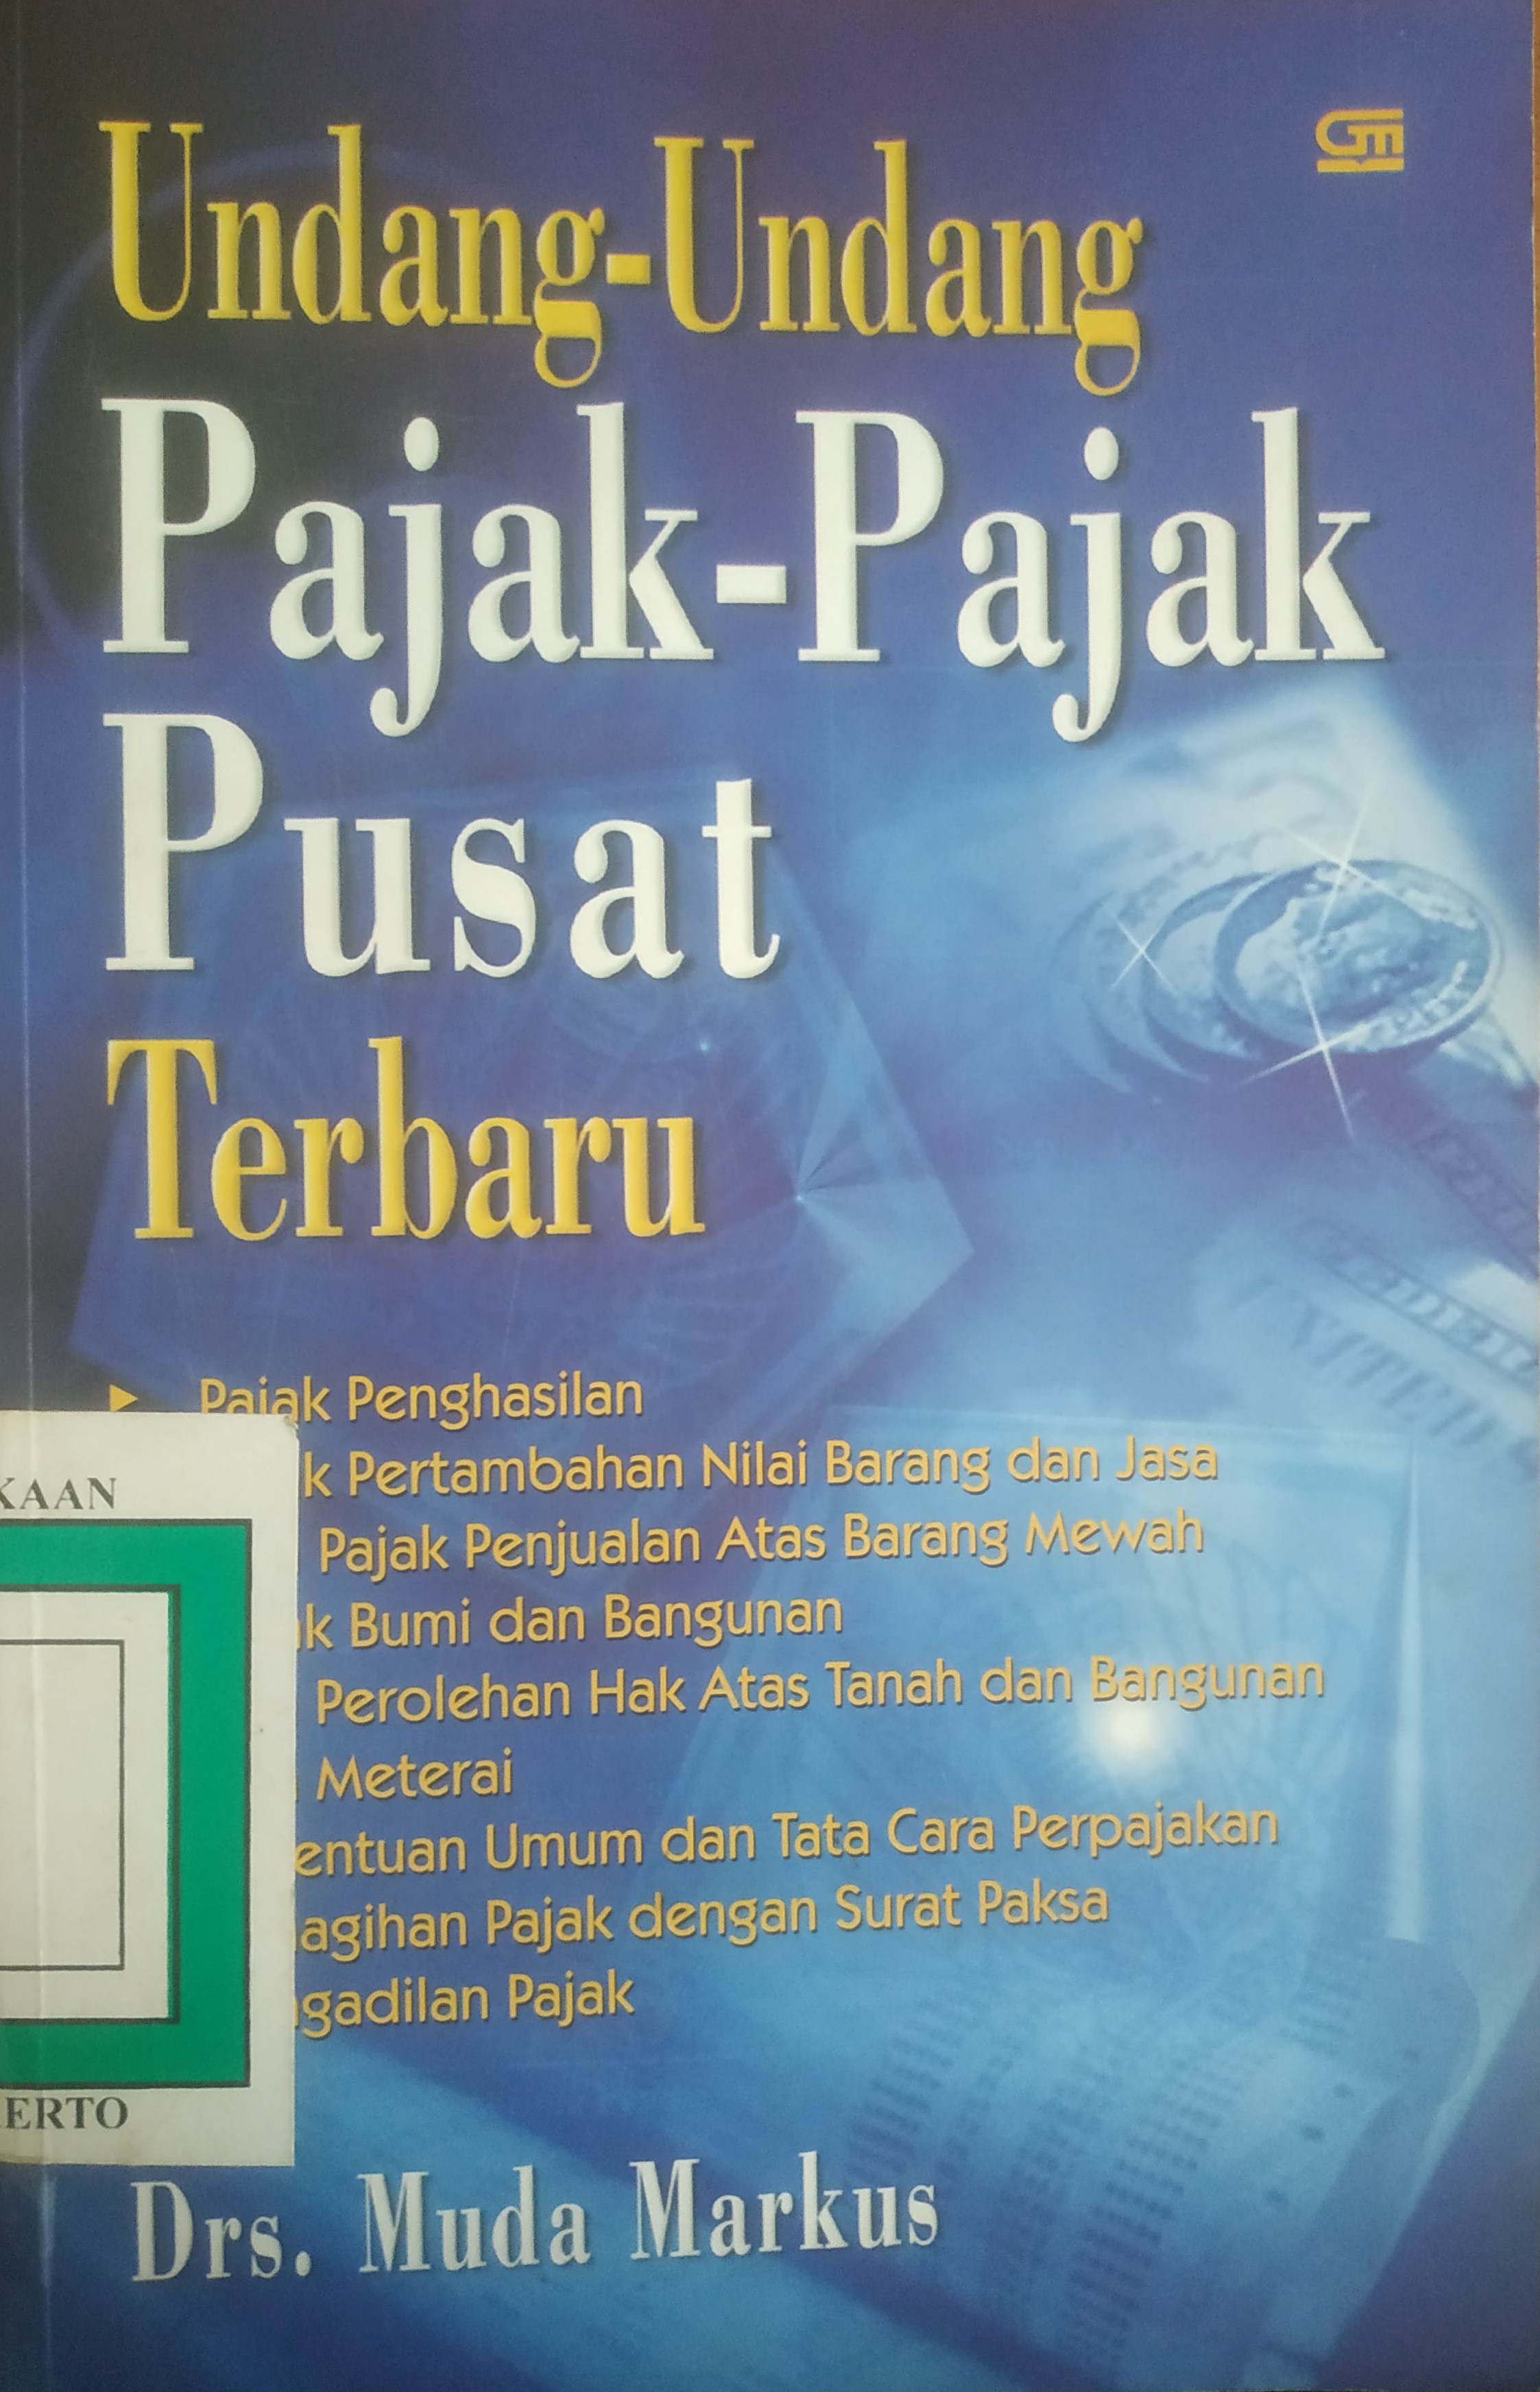 Undang-Undang
Pajak-Pajak
Pusat
Terbaru
Pajak Penghasilan
k Pertambahan Nilai Barang dan Jasa
Pajak Penjualan Atas Barang Mewah
k Bumi dan Bangunan
Perolehan Hak Atas Tanah dan Bangunan
Meterai
entuan Umum dan Tata Cara Perpajakan
agihan Pajak dengan Surat Paksa
gadilan Pajak
KAAN
ERTO
Drs. Muda Markus